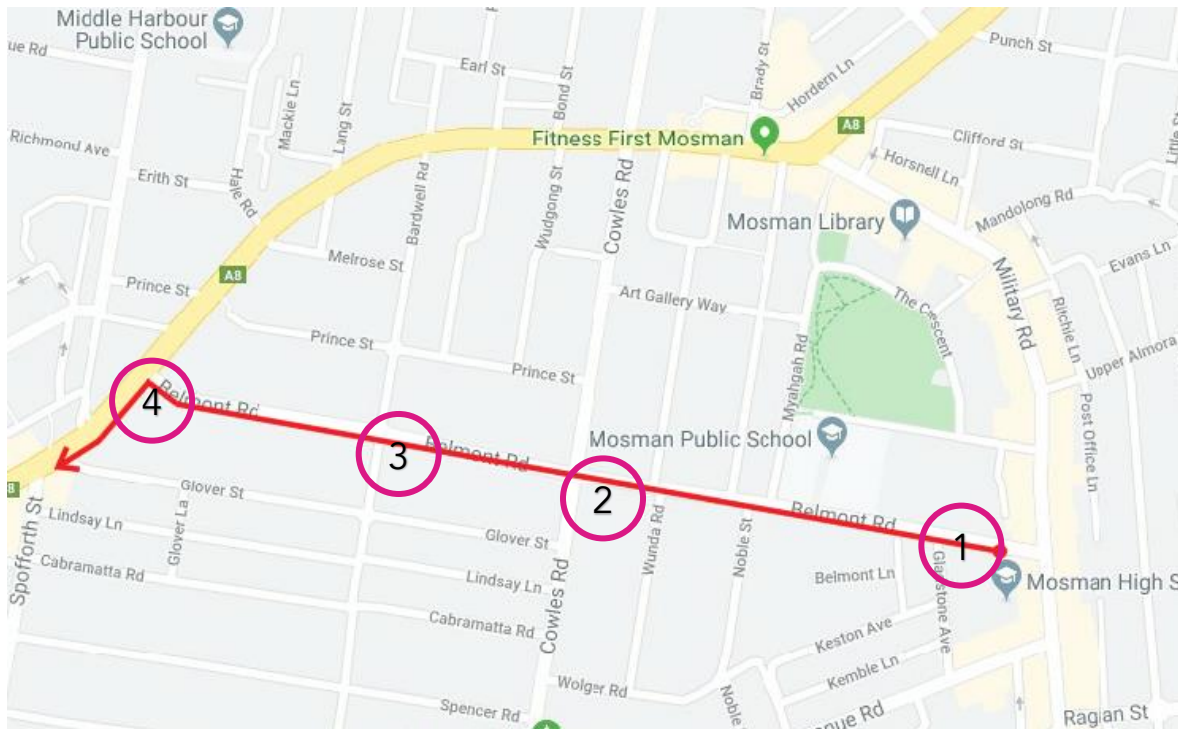 Middle Harbour
Public School
ue Rd
Mackie Ln
Lang St
Earl St
Bond St
Brady St
Hordern Ln
Punch St
Richmond Ave
Fitness First Mosman
A8
Clifford St
Little S
Erith St
Hale Rd
Bardwell Rd
Wudgong St
Cowles Rd
Horsnell Ln
Mandolong Rd
Mosman Library
Melrose St
Evans Ln
A8
Prince St
Art Gallery Way
The Crescent
Military Rd
Ritchie Ln
Prince St
Myahgah Rd
Upper Almora
Prince St
4
Belmont Rd
3
Belmont Rd
Mosman Public School
Post Office Ln
8
2
Glover St
Glover La
Belmont Rd
Lindsay Ln
Glover St
Wunda Rd
Noble St
1
Spofforth St
Cabramatta Rd
Lindsay Ln
Cowles Rd
Belmont Ln
Gladstone Ave
Mosman High S
Cabramatta Rd
Keston Ave
Kemble Ln
Wolger Rd
Noble
Spencer Rd
nue Rd
Raglan St